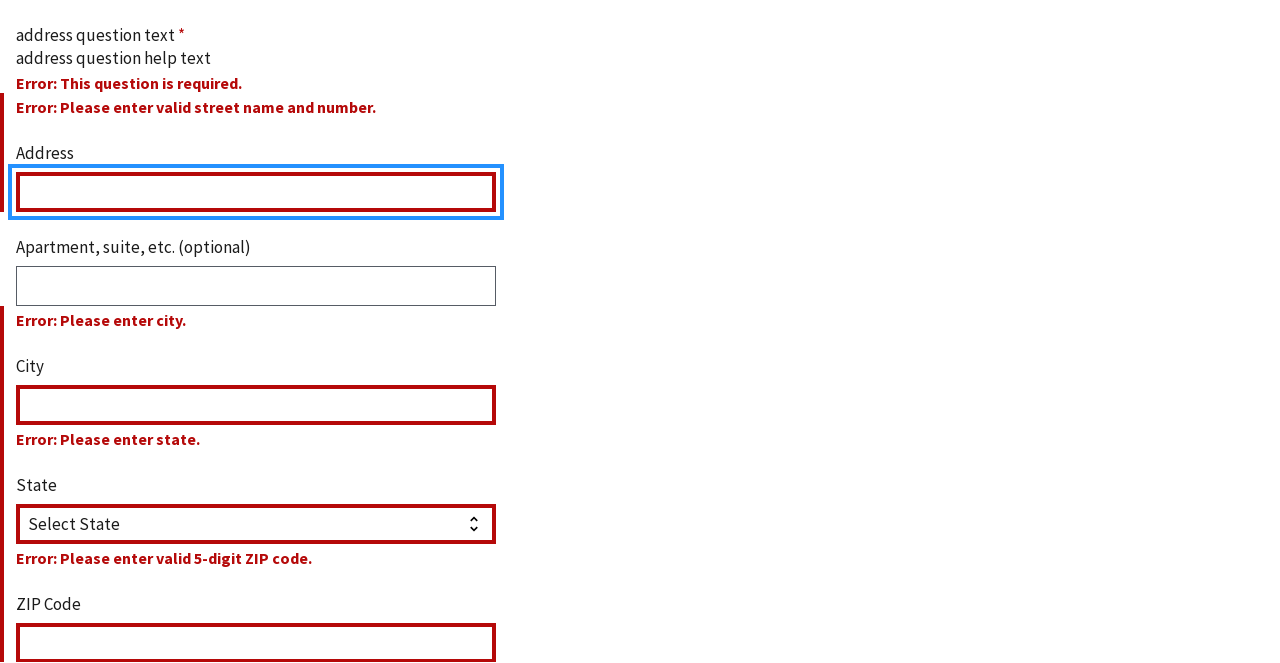 address question text *
address question help text
Error: This question is required.
Error: Please enter valid street name and number.
Address
Apartment, suite, etc. (optional)
Error: Please enter city.
City
Error: Please enter state.
State
Select State
Error: Please enter valid 5-digit ZIP code.
ZIP Code